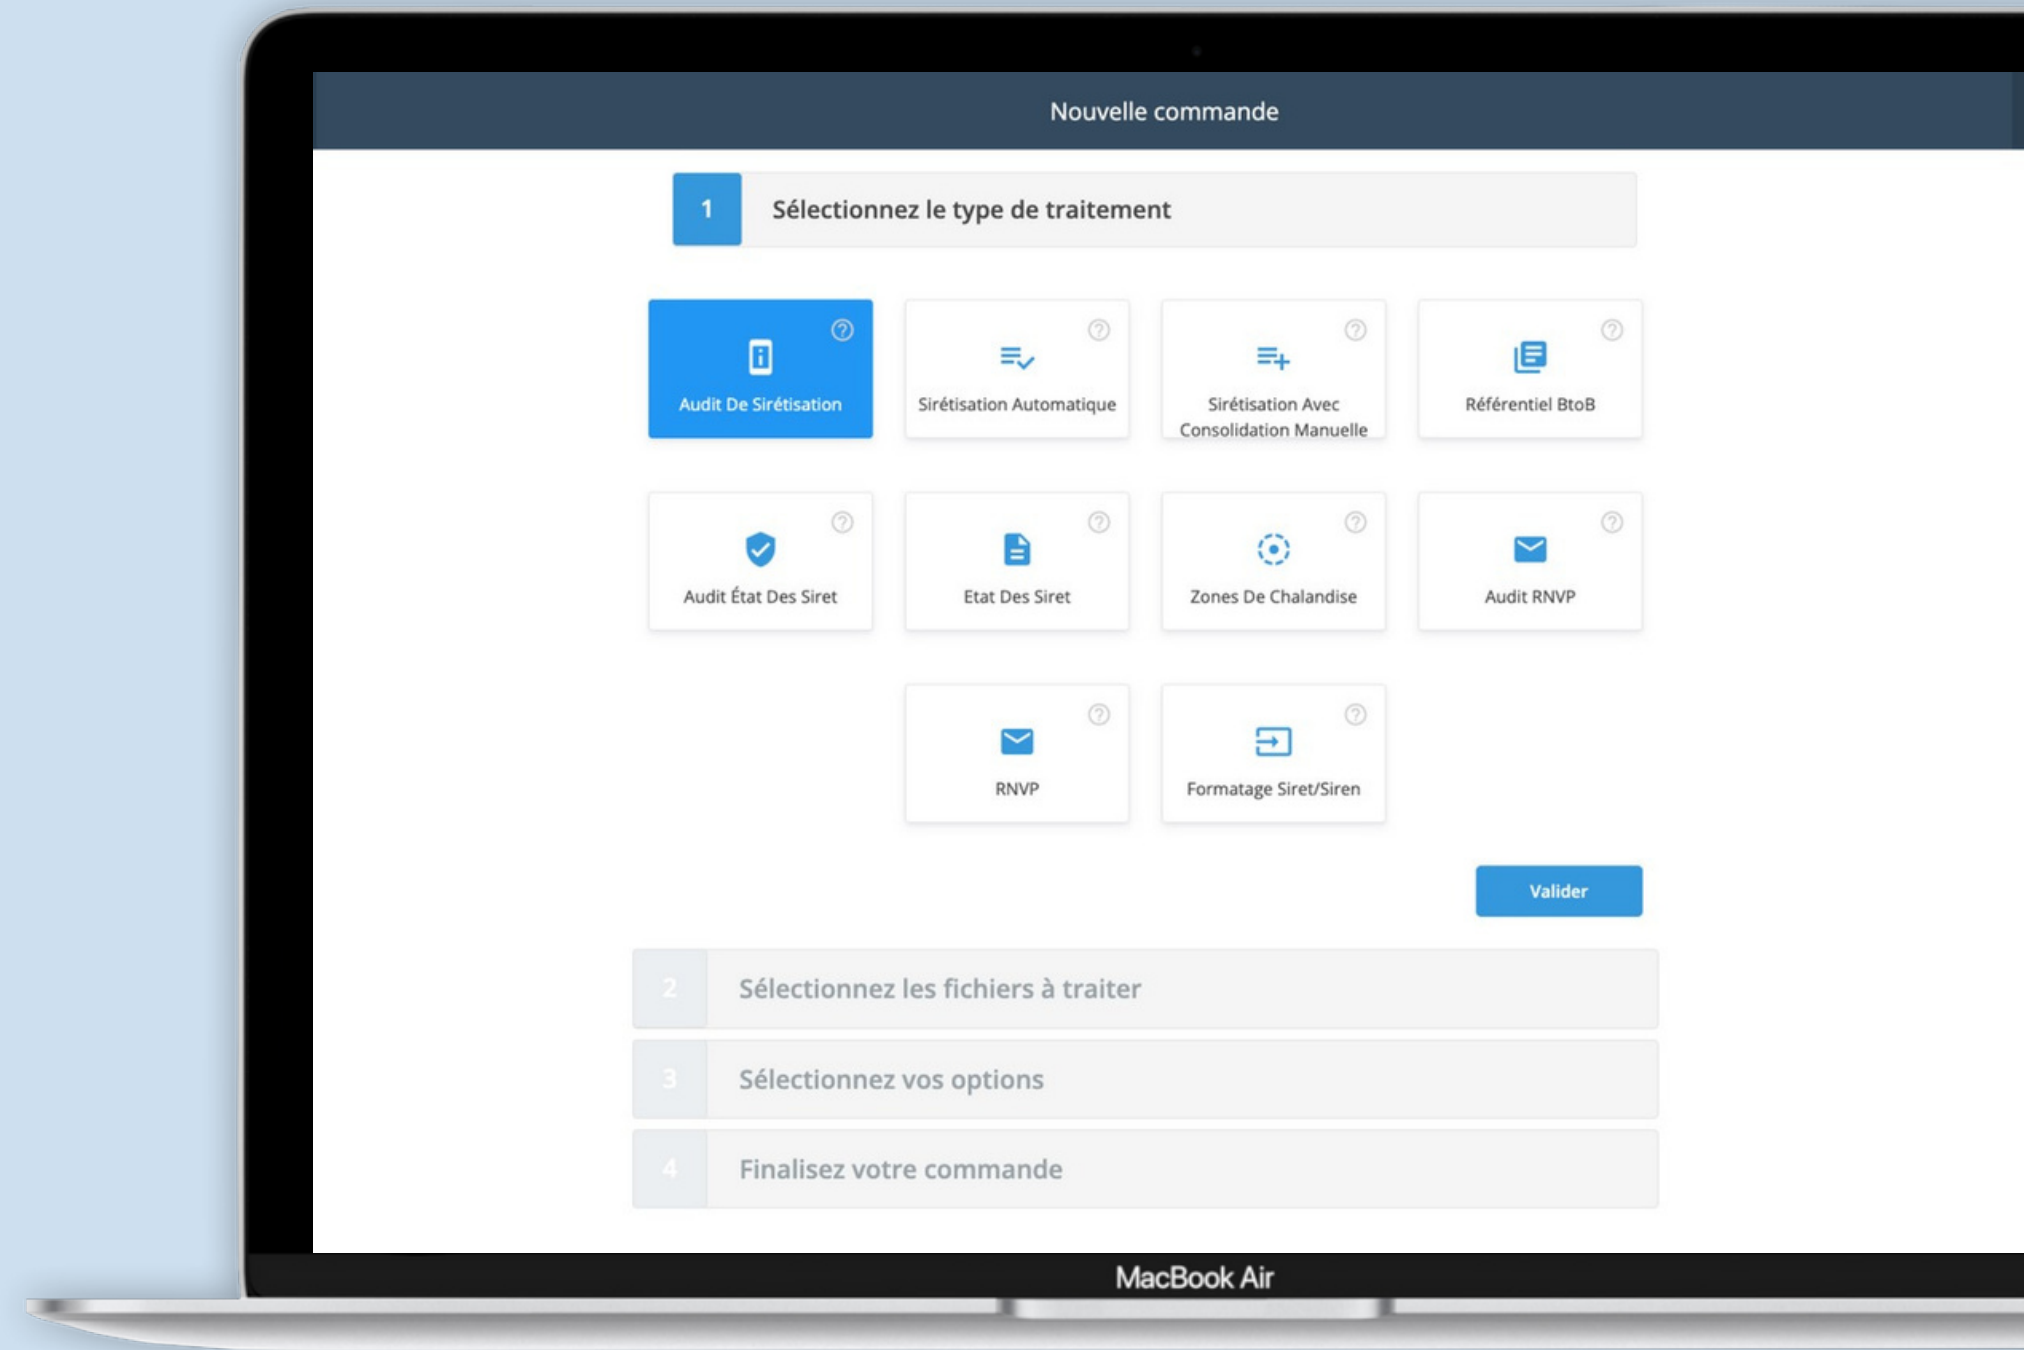 Nouvelle commande
1
Sélectionnez le type de traitement
Audit De Sirétisation
Sirétisation Automatique
Sirétisation Avec
Consolidation Manuelle
Référentiel BtoB
Audit État Des Siret
Etat Des Siret
Zones De Chalandise
Audit RNVP
RNVP
Formatage Siret/Siren
Valider
2
Sélectionnez les fichiers à traiter
3
Sélectionnez vos options
4
Finalisez votre commande
MacBook Air